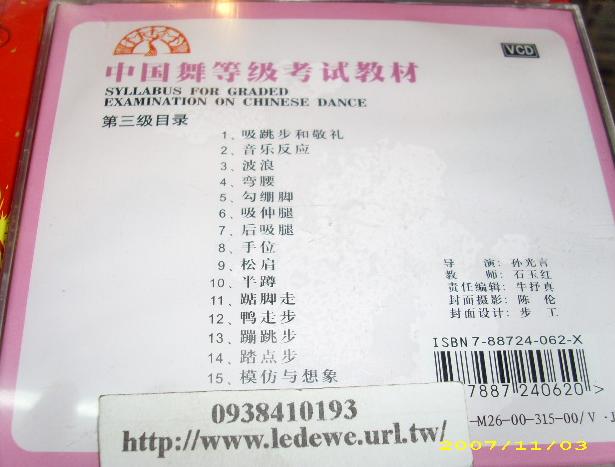 VCD
中国舞等级考试教材
SYLLABUS FOR GRADED
EXAMINATION ON CHINESE DANCE
第三级目录
1、吸跳步和敬礼
2、音乐反应
3、波浪
4、弯腰
5、勾绷脚
6、吸伸腿
7、后吸腿
8、手位
9、松肩
10、半蹲
11、踮脚走
12、鸭走步
13、蹦跳步
14、踏点步
15、模仿与想象
导 演：孙光言
教 师：石玉红
责任编辑：牛抒真
封面摄影：陈 伦
封面设计：步 工
ISBN 7-88724-062-X
7887 240620 >
-M26-00-315-00/V · J
0938410193
http://www.ledewe.url.tw/
2007/11/03